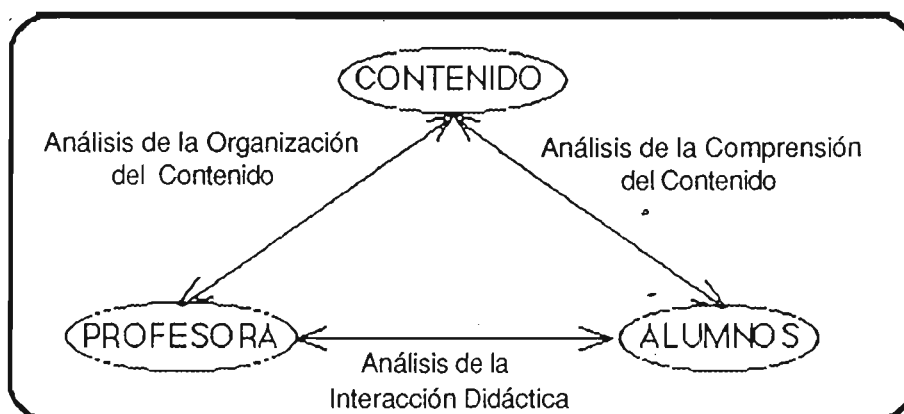 CONTENIDO
Análisis de la Organización
del Contenido
Análisis de la Comprensión
del Contenido
PROFESORA
ALUMNOS
Análisis de la
Interacción Didáctica